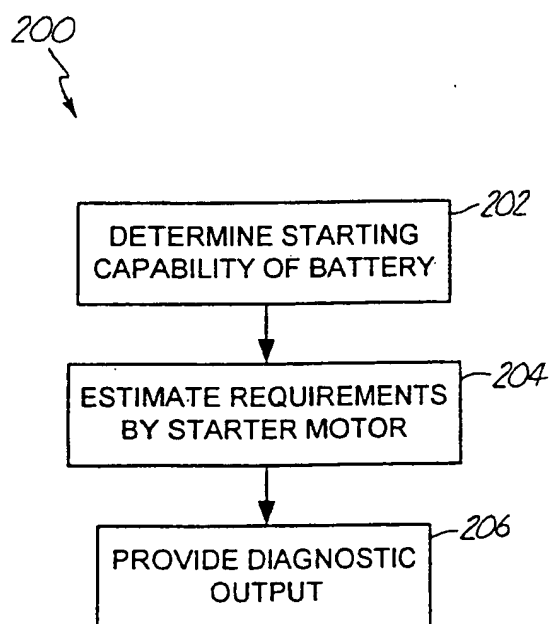 200
202
DETERMINE STARTING
CAPABILITY OF BATTERY
204
ESTIMATE REQUIREMENTS
BY STARTER MOTOR
206
PROVIDE DIAGNOSTIC
OUTPUT